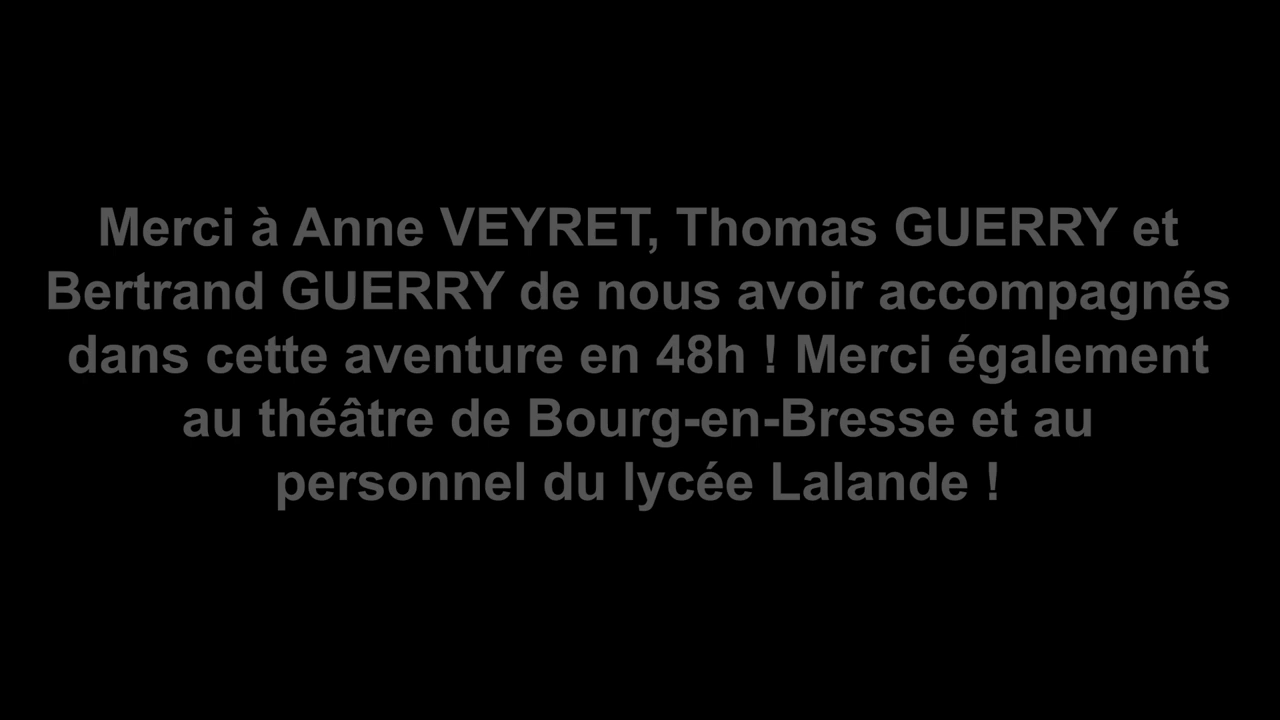 Merci à Anne VEYRET, Thomas GUERRY et
Bertrand GUERRY de nous avoir accompagnés
dans cette aventure en 48h ! Merci également
au théâtre de Bourg-en-Bresse et au
personnel du lycée Lalande !